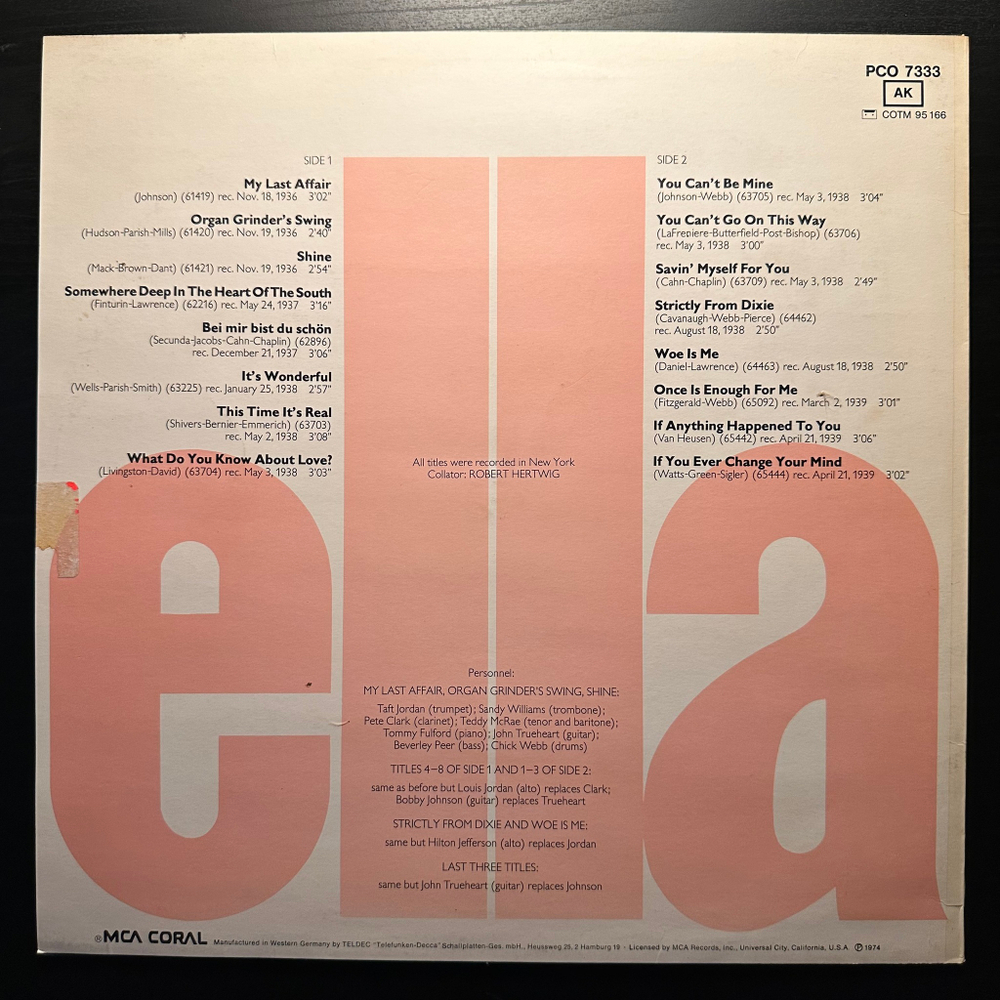 PCO 7333
AK
COTM 95166
SIDE 1
My Last Affair
(Johnson) (61419) rec. Nov. 18, 1936 3'02"
Organ Grinder's Swing
(Hudson-Parish-Mills) (61420) rec. Nov. 19, 1936 2'40"
Shine
(Mack-Brown-Dant) (61421) rec. Nov. 19, 1936 2'54"
Somewhere Deep In The Heart Of The South
(Finturin-Lawrence) (62216) rec. May 24, 1937 3'16"
Bei mir bist du schön
(Secunda-Jacobs-Cahn-Chaplin) (62896)
rec. December 21, 1937 3'06"
It's Wonderful
(Wells-Parish-Smith) (63225) rec. January 25, 1938 2'57"
This Time It's Real
(Shivers-Bernier-Emmerich) (63703)
rec. May 2, 1938 3'08"
What Do You Know About Love?
(Livingston-David) (63704) rec. May 3, 1938 3'03"
SIDE 2
You Can't Be Mine
(Johnson-Webb) (63705) rec. May 3, 1938 3'04"
You Can't Go On This Way
(LaFreniere-Butterfield-Post-Bishop) (63706)
rec. May 3, 1938 3'00"
Savin' Myself For You
(Cahn-Chaplin) (63709) rec. May 3, 1938 2'49"
Strictly From Dixie
(Cavanaugh-Webb-Pierce) (64462)
rec. August 18, 1938 2'50"
Woe Is Me
(Daniel-Lawrence) (64463) rec. August 18, 1938 2'50"
Once Is Enough For Me
(Fitzgerald-Webb) (65092) rec. March 2, 1939 3'01"
If Anything Happened To You
(Van Heusen) (65442) rec. April 21, 1939 3'06"
If You Ever Change Your Mind
(Watts-Green-Sigler) (65444) rec. April 21, 1939 3'02"
All titles were recorded in New York
Collator: ROBERT HERTWIG
ella
Personnel:
MY LAST AFFAIR, ORGAN GRINDER'S SWING, SHINE:
Taft Jordan (trumpet); Sandy Williams (trombone);
Pete Clark (clarinet); Teddy McRae (tenor and baritone);
Tommy Fulford (piano); John Trueheart (guitar);
Beverley Peer (bass); Chick Webb (drums)
TITLES 4–8 OF SIDE 1 AND 1–3 OF SIDE 2:
same as before but Louis Jordan (alto) replaces Clark;
Bobby Johnson (guitar) replaces Trueheart
STRICTLY FROM DIXIE AND WOE IS ME:
same but Hilton Jefferson (alto) replaces Jordan
LAST THREE TITLES:
same but John Trueheart (guitar) replaces Johnson
®MCA CORAL Manufactured in Western Germany by TELDEC "Telefunken-Decca" Schallplatten-Ges. mbH., Heussweg 25, 2 Hamburg 19 · Licensed by MCA Records, Inc., Universal City, California, U.S.A. ℗ 1974